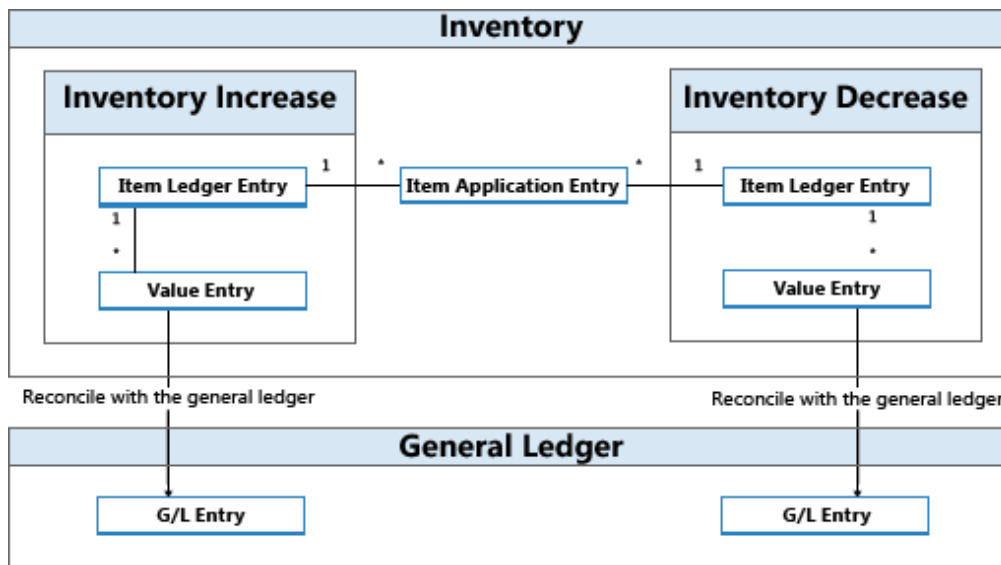 Inventory
Inventory Increase
Inventory Decrease
1
*
*
1
Item Ledger Entry
Item Application Entry
Item Ledger Entry
1
1
*
*
Value Entry
Value Entry
Reconcile with the general ledger
Reconcile with the general ledger
General Ledger
G/L Entry
G/L Entry